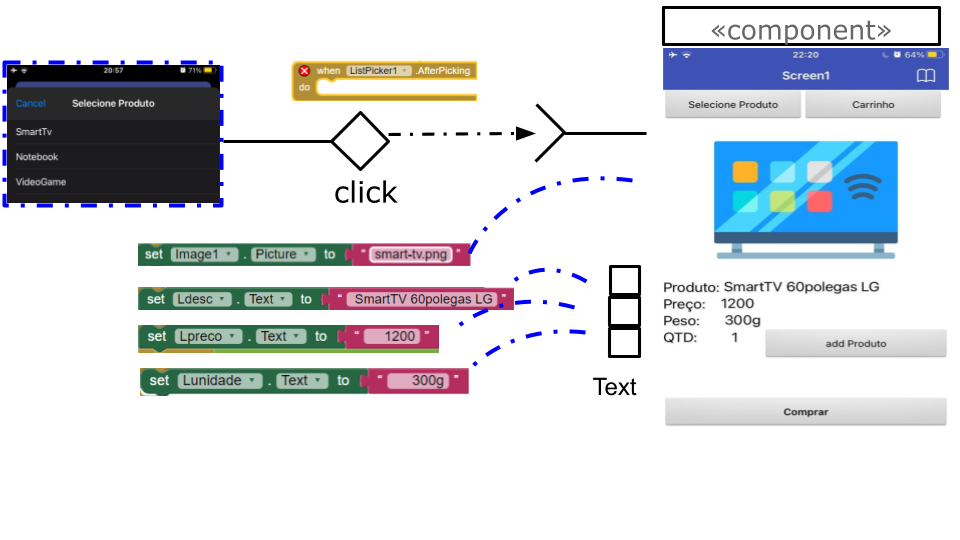 «component»
20:57
71%
Cancel
Selecione Produto
SmartTv
Notebook
VideoGame
when ListPicker1 .AfterPicking
do
click
set Image1 . Picture to " smart-tv.png "
set Ldesc . Text to " SmartTV 60polegas LG "
set Lpreco . Text to " 1200 "
set Lunidade . Text to " 300g "
Text
22:20
64%
Screen1
Selecione Produto
Carrinho
Produto: SmartTV 60polegas LG
Preço: 1200
Peso: 300g
QTD: 1
add Produto
Comprar